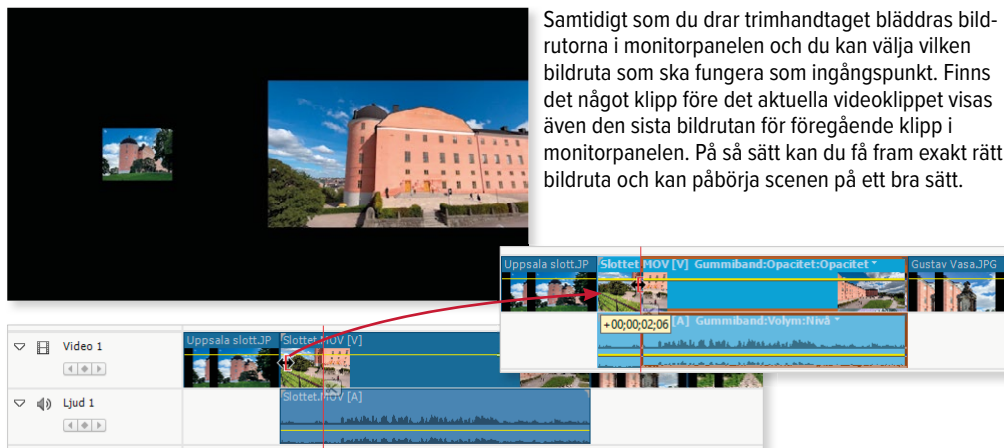 Samtidigt som du drar trimhandtaget bläddras bild-
rutorna i monitorpanelen och du kan välja vilken
bildruta som ska fungera som ingångspunkt. Finns
det något klipp före det aktuella videoklippet visas
även den sista bildrutan för föregående klipp i
monitorpanelen. På så sätt kan du få fram exakt rätt
bildruta och kan påbörja scenen på ett bra sätt.
Uppsala slott.JP Slottet.MOV [V] Gummiband:Opacitet:Opacitet Gustav Vasa.JPG
+00;00;02;06 [A] Gummiband:Volym:Nivå
Video 1 Uppsala slott.JP Slottet.MOV [V]
Ljud 1 Slottet.MOV [A]